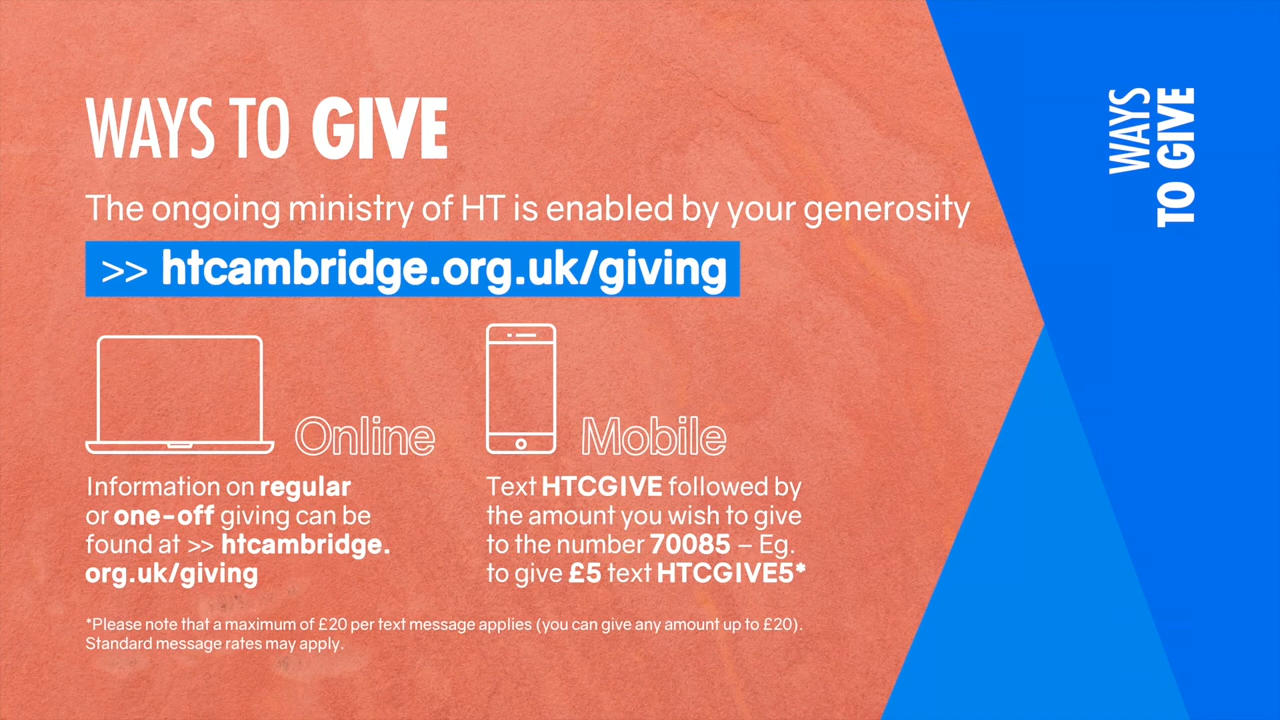 WAYS TO GIVE
The ongoing ministry of HT is enabled by your generosity
>> htcambridge.org.uk/giving
Online
Information on regular
or one-off giving can be
found at >> htcambridge.
org.uk/giving
Mobile
Text HTCGIVE followed by
the amount you wish to give
to the number 70085 – Eg.
to give £5 text HTCGIVE5*
*Please note that a maximum of £20 per text message applies (you can give any amount up to £20).
Standard message rates may apply.
WAYS
TO GIVE